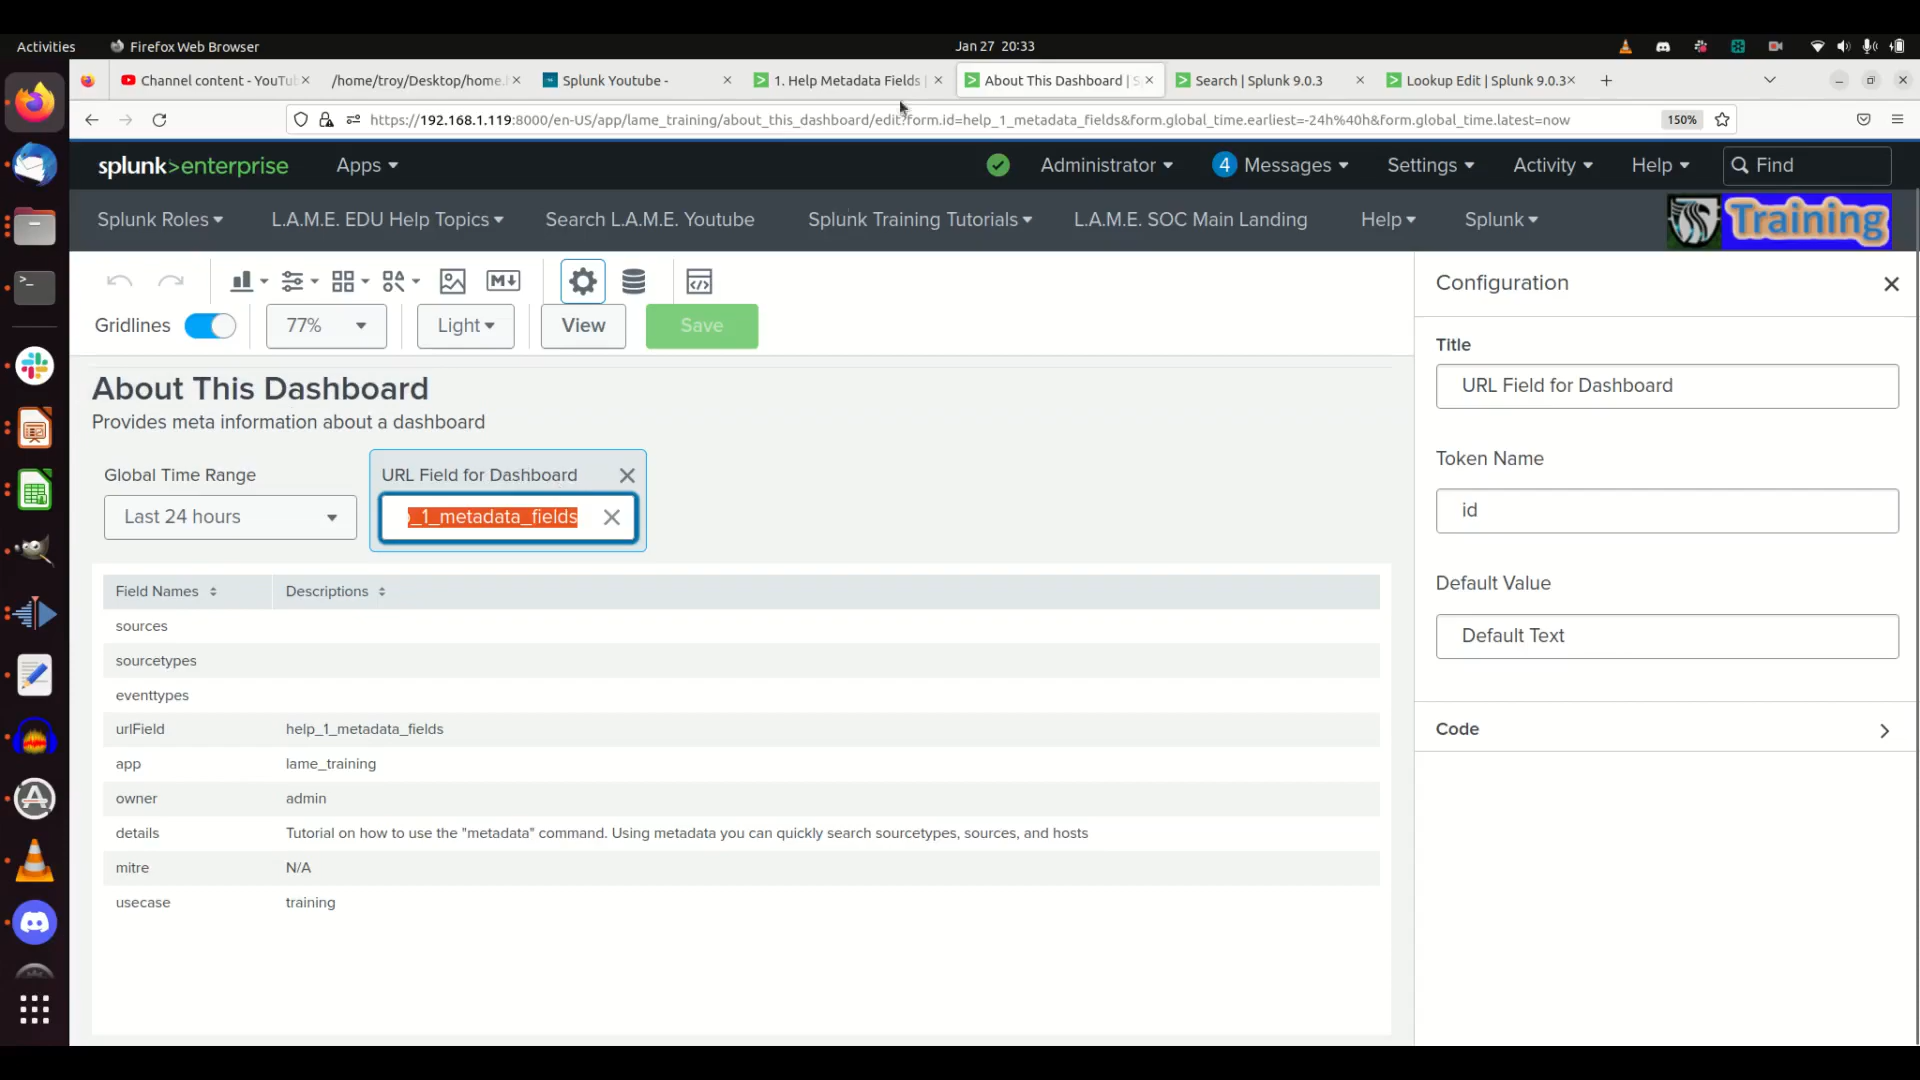 Activities
Firefox Web Browser
Jan 27 20:33
Channel content - YouTu
/home/troy/Desktop/home.h
Splunk Youtube -
1. Help Metadata Fields |
About This Dashboard | S
Search | Splunk 9.0.3
Lookup Edit | Splunk 9.0.3
https://192.168.1.119:8000/en-US/app/lame_training/about_this_dashboard/edit?form.id=help_1_metadata_fields&form.global_time.earliest=-24h%40h&form.global_time.latest=now
150%
splunk>enterprise
Apps
Administrator
4 Messages
Settings
Activity
Help
Find
Splunk Roles
L.A.M.E. EDU Help Topics
Search L.A.M.E. Youtube
Splunk Training Tutorials
L.A.M.E. SOC Main Landing
Help
Splunk
Training
M
Gridlines
77%
Light
View
Save
Configuration
Title
URL Field for Dashboard
Token Name
id
Default Value
Default Text
Code
About This Dashboard
Provides meta information about a dashboard
Global Time Range
Last 24 hours
URL Field for Dashboard
_1_metadata_fields
Field Names
Descriptions
sources
sourcetypes
eventtypes
urlField
help_1_metadata_fields
app
lame_training
owner
admin
details
Tutorial on how to use the "metadata" command. Using metadata you can quickly search sourcetypes, sources, and hosts
mitre
N/A
usecase
training